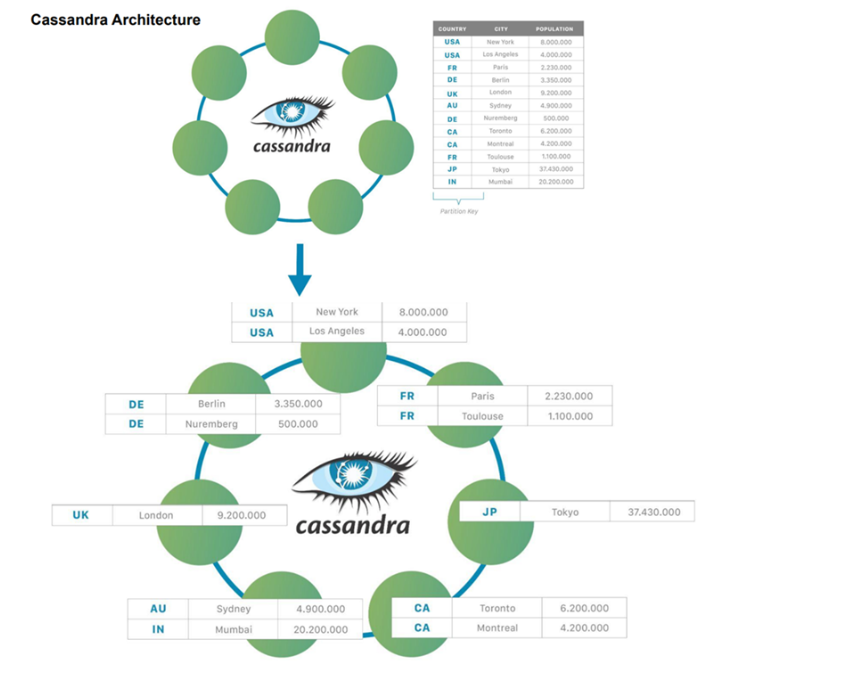 Cassandra Architecture
cassandra
COUNTRY CITY POPULATION
USA New York 8.000.000
USA Los Angeles 4.000.000
FR Paris 2.230.000
DE Berlin 3.350.000
UK London 9.200.000
AU Sydney 4.900.000
DE Nuremberg 500.000
CA Toronto 6.200.000
CA Montreal 4.200.000
FR Toulouse 1.100.000
JP Tokyo 37.430.000
IN Mumbai 20.200.000
Partition Key
USA New York 8.000.000
USA Los Angeles 4.000.000
DE Berlin 3.350.000
DE Nuremberg 500.000
FR Paris 2.230.000
FR Toulouse 1.100.000
cassandra
UK London 9.200.000
JP Tokyo 37.430.000
AU Sydney 4.900.000
IN Mumbai 20.200.000
CA Toronto 6.200.000
CA Montreal 4.200.000